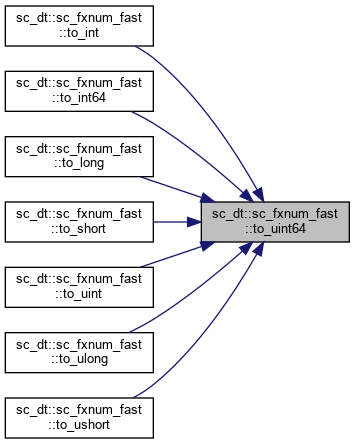 sc_dt::sc_fxnum_fast
::to_int
sc_dt::sc_fxnum_fast
::to_int64
sc_dt::sc_fxnum_fast
::to_long
sc_dt::sc_fxnum_fast
::to_short
sc_dt::sc_fxnum_fast
::to_uint64
sc_dt::sc_fxnum_fast
::to_uint
sc_dt::sc_fxnum_fast
::to_ulong
sc_dt::sc_fxnum_fast
::to_ushort